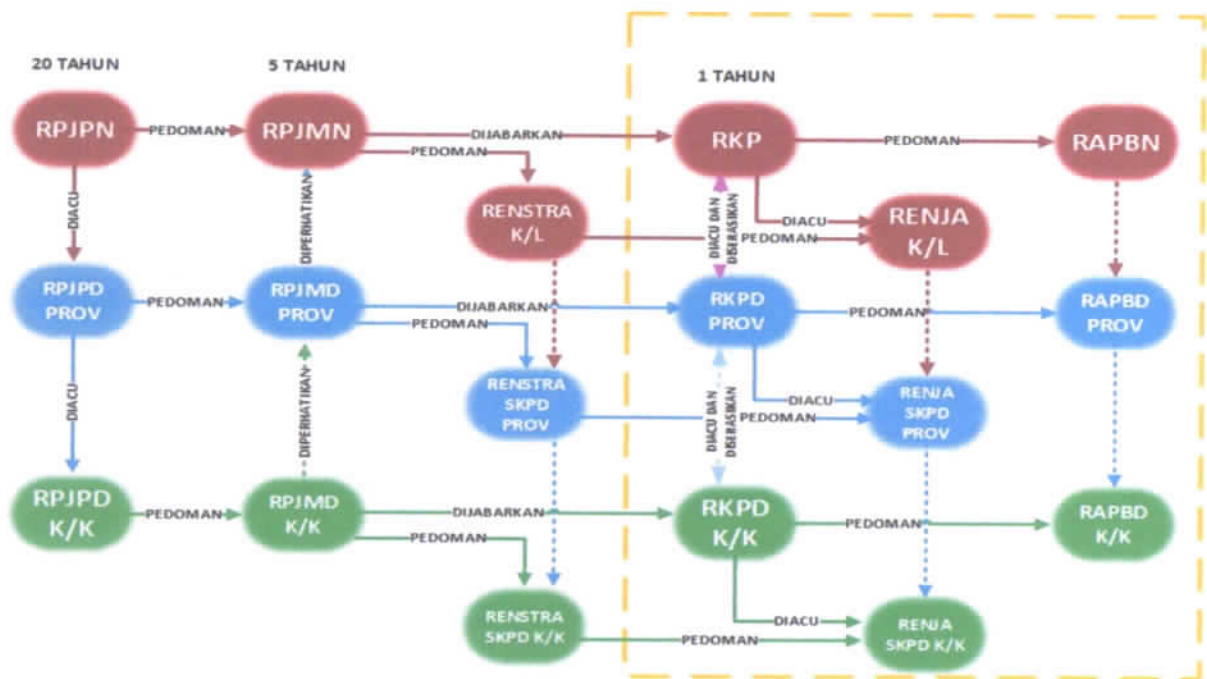 20 TAHUN
5 TAHUN
1 TAHUN
RPJPN
PEDOMAN
RPJMN
DIJABARKAN
RKP
PEDOMAN
RAPBN
PEDOMAN
DIACU
DIPERHATIKAN
RENSTRA
K/L
DIACU DAN
DISERASIKAN
DIACU
PEDOMAN
RENJA
K/L
RPJPD
PROV
PEDOMAN
RPJMD
PROV
DIJABARKAN
RKPD
PROV
PEDOMAN
RAPBD
PROV
PEDOMAN
DIACU
DIPERHATIKAN
RENSTRA
SKPD
PROV
DIACU DAN
DISERASIKAN
DIACU
PEDOMAN
RENJA
SKPD
PROV
RPJPD
K/K
PEDOMAN
RPJMD
K/K
DIJABARKAN
RKPD
K/K
PEDOMAN
RAPBD
K/K
PEDOMAN
RENSTRA
SKPD K/K
DIACU
PEDOMAN
RENJA
SKPD K/K